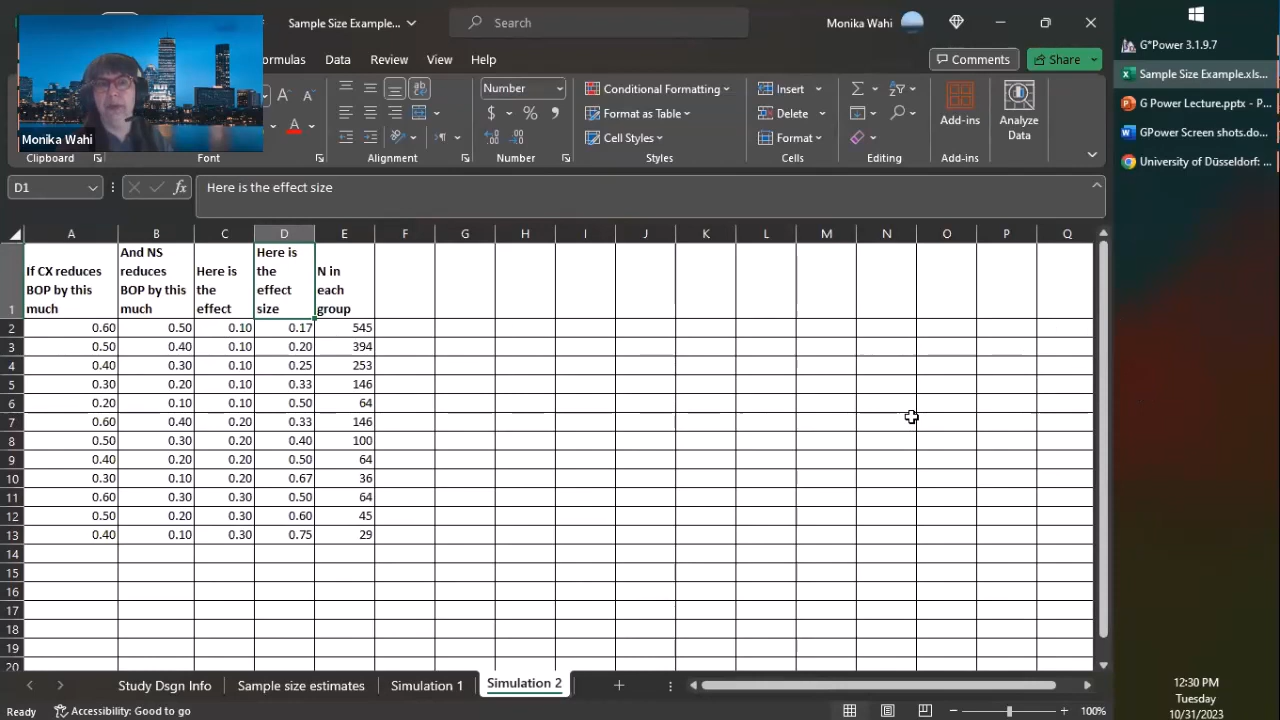 Sample Size Example...
Search
Monika Wahi
Formulas
Data
Review
View
Help
Comments
Share
Monika Wahi
Number
Conditional Formatting
Format as Table
Cell Styles
Insert
Delete
Format
Add-ins
Analyze
Data
Clipboard
Font
Alignment
Number
Styles
Cells
Editing
Add-ins
D1
fx
Here is the effect size
A B C D E F G H I J K L M N O P Q
1
If CX reduces
BOP by this
much
And NS
reduces
BOP by this
much
Here is
the
effect
Here is
the
effect
size
N in
each
group
2 0.60 0.50 0.10 0.17 545
3 0.50 0.40 0.10 0.20 394
4 0.40 0.30 0.10 0.25 253
5 0.30 0.20 0.10 0.33 146
6 0.20 0.10 0.10 0.50 64
7 0.60 0.40 0.20 0.33 146
8 0.50 0.30 0.20 0.40 100
9 0.40 0.20 0.20 0.50 64
10 0.30 0.10 0.20 0.67 36
11 0.60 0.30 0.30 0.50 64
12 0.50 0.20 0.30 0.60 45
13 0.40 0.10 0.30 0.75 29
14
15
16
17
18
19
20
Study Dsgn Info
Sample size estimates
Simulation 1
Simulation 2
Ready
Accessibility: Good to go
100%
G*Power 3.1.9.7
Sample Size Example.xls...
G Power Lecture.pptx - P...
GPower Screen shots.do...
University of Düsseldorf: ...
12:30 PM
Tuesday
10/31/2023